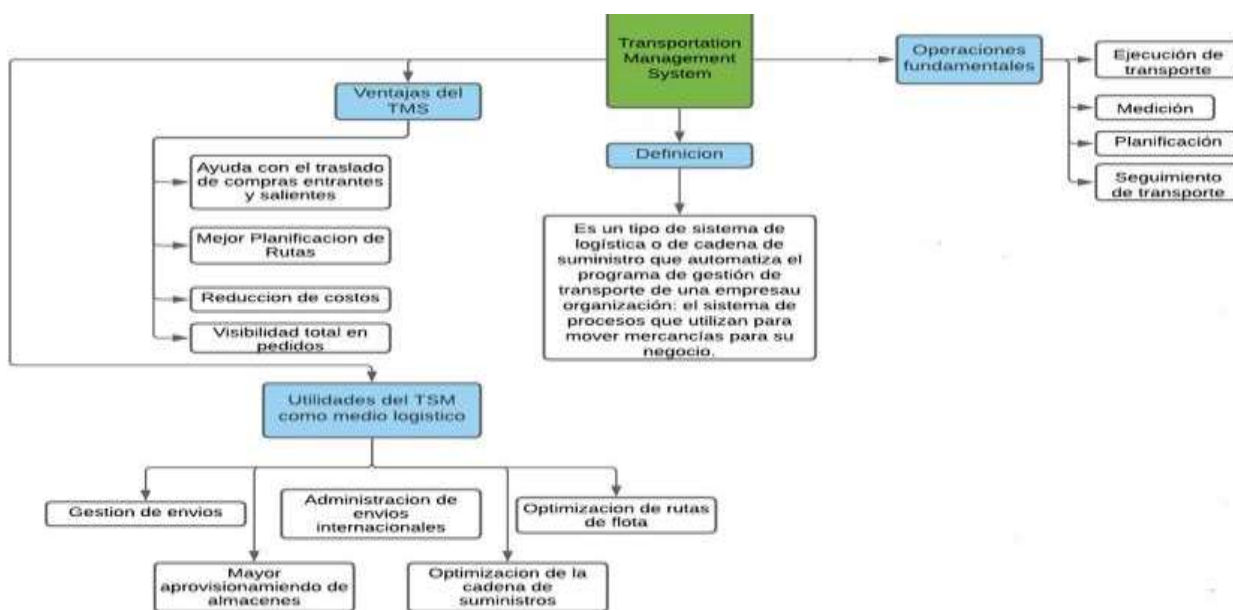 Transportation
Management
System
Operaciones
fundamentales
Ejecución de
transporte
Medición
Planificación
Seguimiento
de transporte
Ventajas del
TMS
Ayuda con el traslado
de compras entrantes
y salientes
Mejor Planificacion de
Rutas
Reduccion de costos
Visibilidad total en
pedidos
Definicion
Es un tipo de sistema de
logística o de cadena de
suministro que automatiza el
programa de gestión de
transporte de una empresau
organización: el sistema de
procesos que utilizan para
mover mercancías para su
negocio.
Utilidades del TSM
como medio logistico
Gestion de envios
Administracion de
envios
internacionales
Optimizacion de rutas
de flota
Mayor
aprovisionamiendo de
almacenes
Optimizacion de la
cadena de
suministros